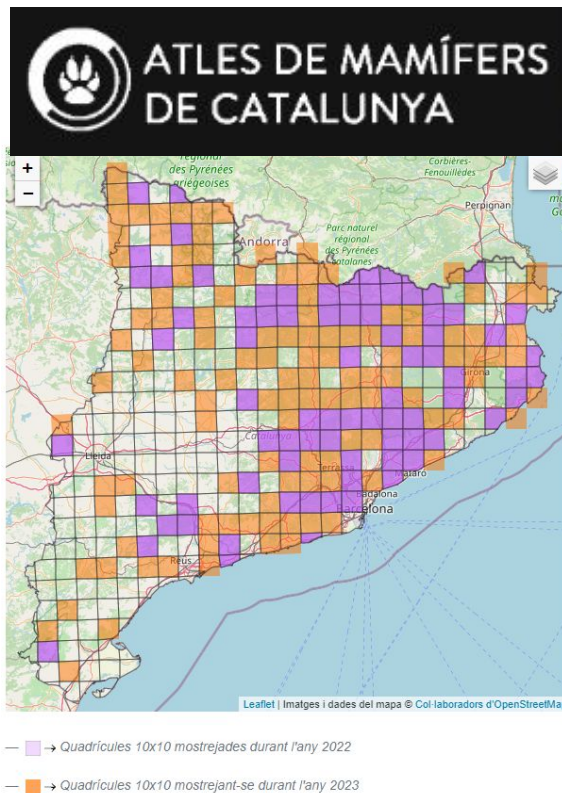 ATLES DE MAMÍFERS
DE CATALUNYA
+
−
régional
des Pyrénées
ariégeoises
Corbières-
Fenouillèdes
Perpignan
Andorra
Parc naturel
régional
des Pyrénées
catalanes
Girona
Catalunya
Lleida
Terrassa
Mataró
Badalona
Barcelona
Reus
Leaflet | Imatges i dades del mapa © Col·laboradors d'OpenStreetMa
— → Quadrícules 10x10 mostrejades durant l'any 2022
— → Quadrícules 10x10 mostrejant-se durant l'any 2023